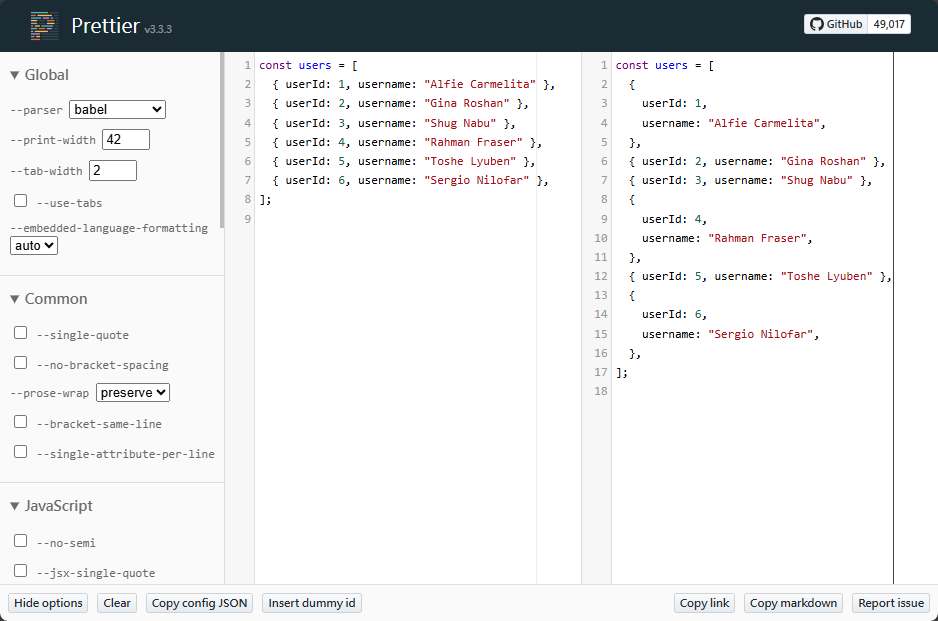 Prettier v3.3.3
GitHub 49,017
▼ Global
--parser babel
--print-width 42
--tab-width 2
--use-tabs
--embedded-language-formatting
auto
▼ Common
--single-quote
--no-bracket-spacing
--prose-wrap preserve
--bracket-same-line
--single-attribute-per-line
▼ JavaScript
--no-semi
--jsx-single-quote
1 const users = [
2   { userId: 1, username: "Alfie Carmelita" },
3   { userId: 2, username: "Gina Roshan" },
4   { userId: 3, username: "Shug Nabu" },
5   { userId: 4, username: "Rahman Fraser" },
6   { userId: 5, username: "Toshe Lyuben" },
7   { userId: 6, username: "Sergio Nilofar" },
8 ];
9
1 const users = [
2   {
3     userId: 1,
4     username: "Alfie Carmelita",
5   },
6   { userId: 2, username: "Gina Roshan" },
7   { userId: 3, username: "Shug Nabu" },
8   {
9     userId: 4,
10     username: "Rahman Fraser",
11   },
12   { userId: 5, username: "Toshe Lyuben" },
13   {
14     userId: 6,
15     username: "Sergio Nilofar",
16   },
17 ];
18
Hide options Clear Copy config JSON Insert dummy id Copy link Copy markdown Report issue